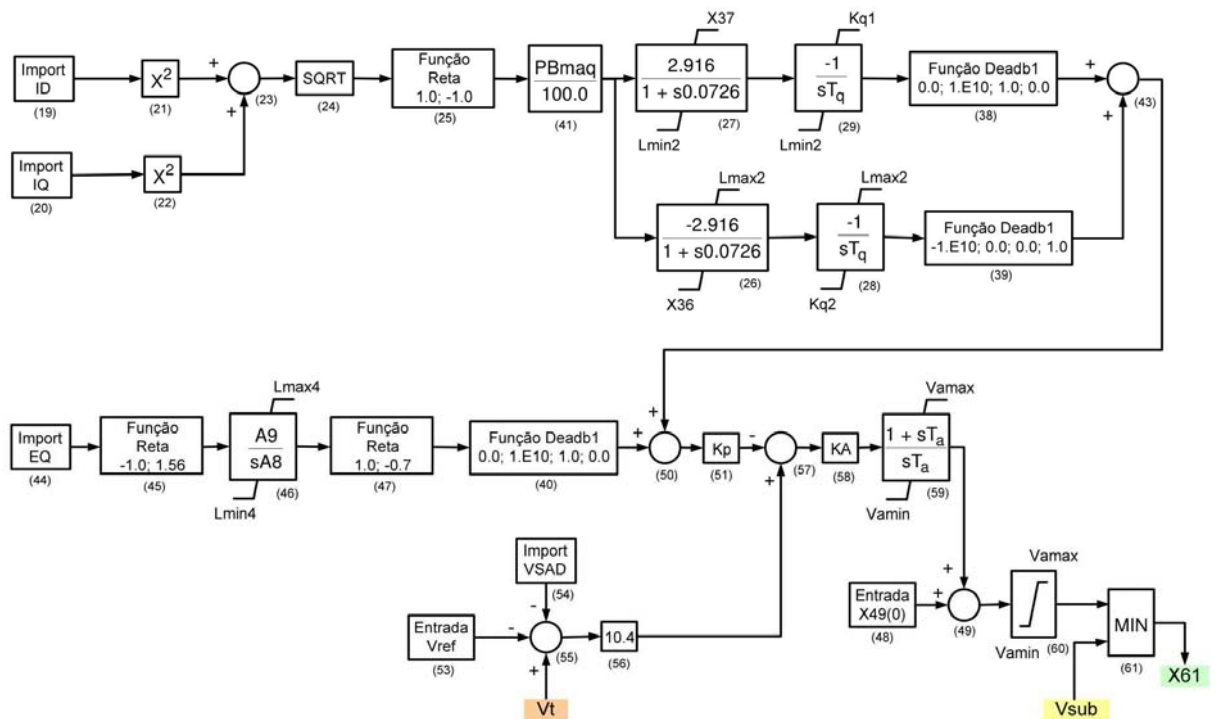 X37
Kq1
Import
ID
(19)
X²
(21)
+
+
(23)
SQRT
(24)
Função
Reta
1.0; -1.0
(25)
PBmaq
100.0
(41)
2.916
1 + s0.0726
(27)
Lmin2
-1
sTq
(29)
Lmin2
Função Deadb1
0.0; 1.E10; 1.0; 0.0
(38)
+
+
(43)
Import
IQ
(20)
X²
(22)
Lmax2
-2.916
1 + s0.0726
(26)
X36
Lmax2
-1
sTq
(28)
Kq2
Função Deadb1
-1.E10; 0.0; 0.0; 1.0
(39)
Import
EQ
(44)
Função
Reta
-1.0; 1.56
(45)
Lmax4
A9
sA8
(46)
Lmin4
Função
Reta
1.0; -0.7
(47)
Função Deadb1
0.0; 1.E10; 1.0; 0.0
(40)
+
+
(50)
Kp
(51)
-
+
(57)
KA
(58)
Vamax
1 + sTa
sTa
(59)
Vamin
Import
VSAD
(54)
-
Entrada
Vref
(53)
-
+
(55)
10.4
(56)
Vt
Entrada
X49(0)
(48)
+
+
(49)
Vamax
Vamin
(60)
MIN
(61)
X61
Vsub